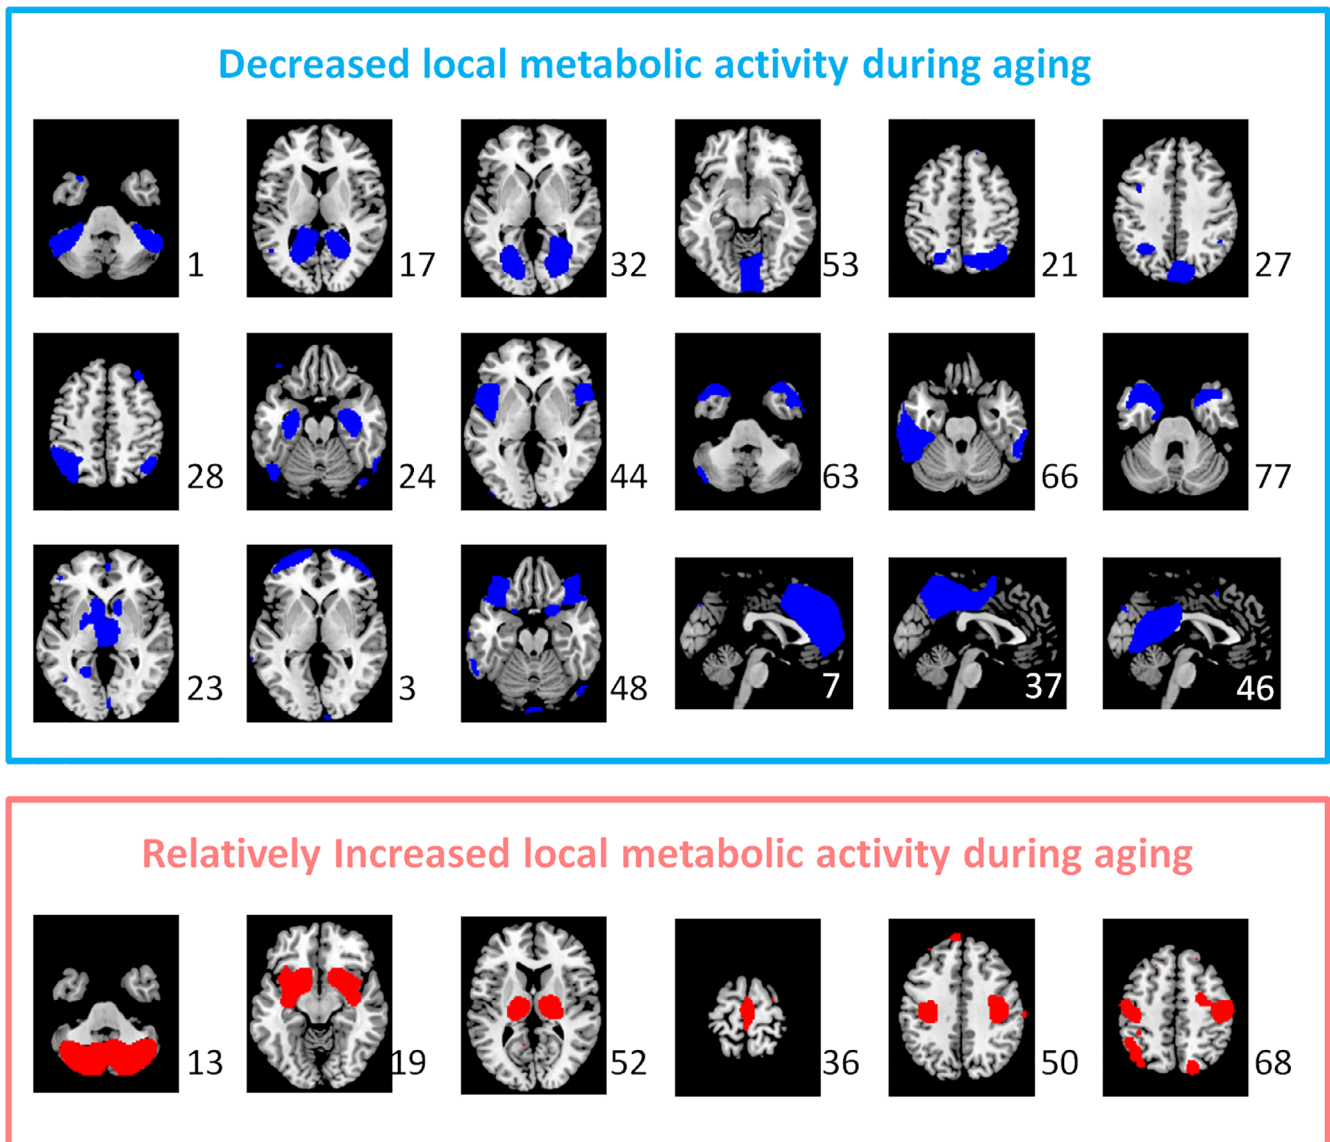 Decreased local metabolic activity during aging
1 17 32 53 21 27
28 24 44 63 66 77
23 3 48 7 37 46
Relatively Increased local metabolic activity during aging
13 19 52 36 50 68